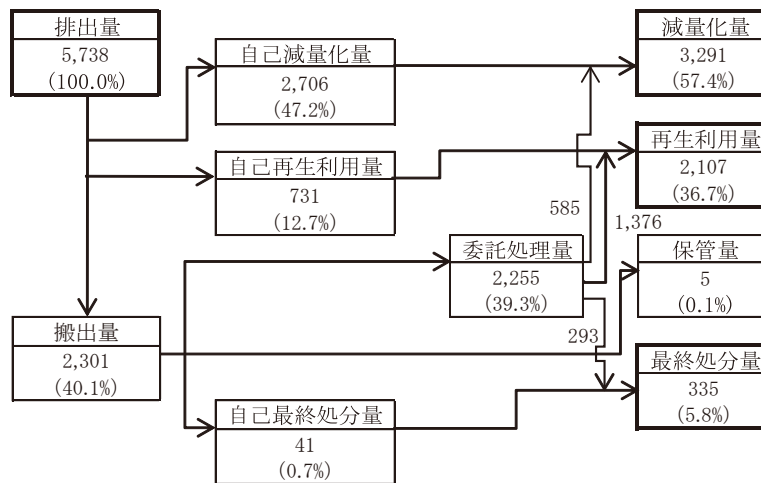 排出量
5,738
(100.0%)
自己減量化量
2,706
(47.2%)
減量化量
3,291
(57.4%)
自己再生利用量
731
(12.7%)
再生利用量
2,107
(36.7%)
585
1,376
委託処理量
2,255
(39.3%)
保管量
5
(0.1%)
搬出量
2,301
(40.1%)
293
最終処分量
335
(5.8%)
自己最終処分量
41
(0.7%)